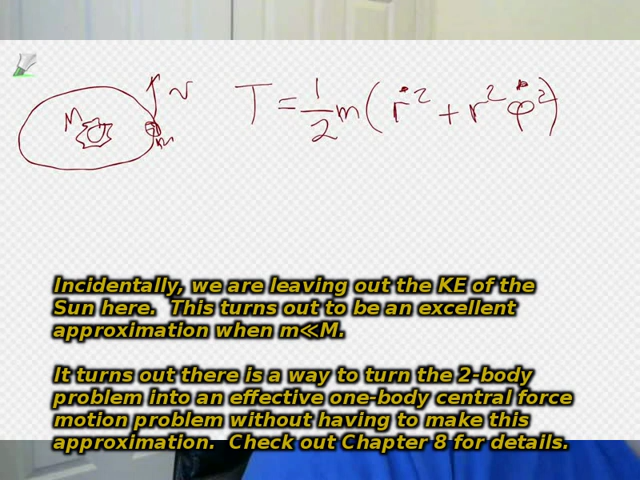 M
v
m
T = 1/2 m (ṙ² + r² φ̇²)
Incidentally, we are leaving out the KE of the
Sun here. This turns out to be an excellent
approximation when m≪M.
It turns out there is a way to turn the 2-body
problem into an effective one-body central force
motion problem without having to make this
approximation. Check out Chapter 8 for details.